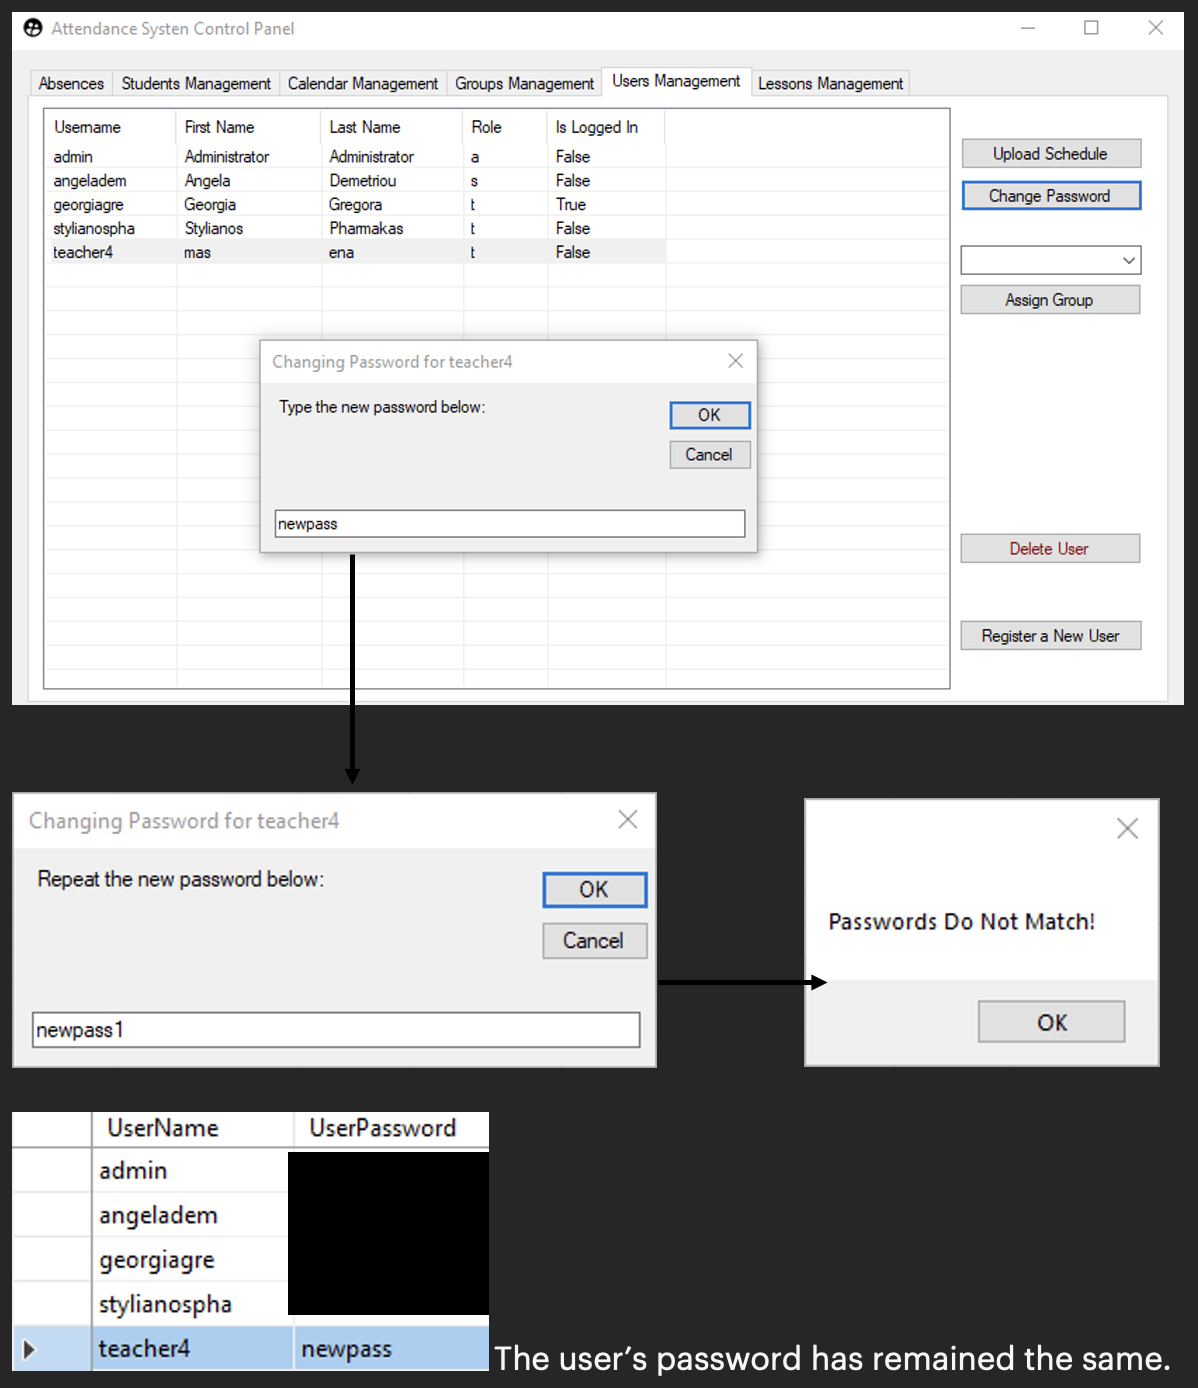 Attendance Systen Control Panel
Absences Students Management Calendar Management Groups Management Users Management Lessons Management
Username First Name Last Name Role Is Logged In
admin Administrator Administrator a False
angeladem Angela Demetriou s False
georgiagre Georgia Gregora t True
stylianospha Stylianos Pharmakas t False
teacher4 mas ena t False
Upload Schedule
Change Password
Assign Group
Delete User
Register a New User
Changing Password for teacher4
Type the new password below:
OK
Cancel
newpass
Changing Password for teacher4
Repeat the new password below:
OK
Cancel
newpass1
Passwords Do Not Match!
OK
UserName UserPassword
admin
angeladem
georgiagre
stylianospha
teacher4 newpass
The user’s password has remained the same.